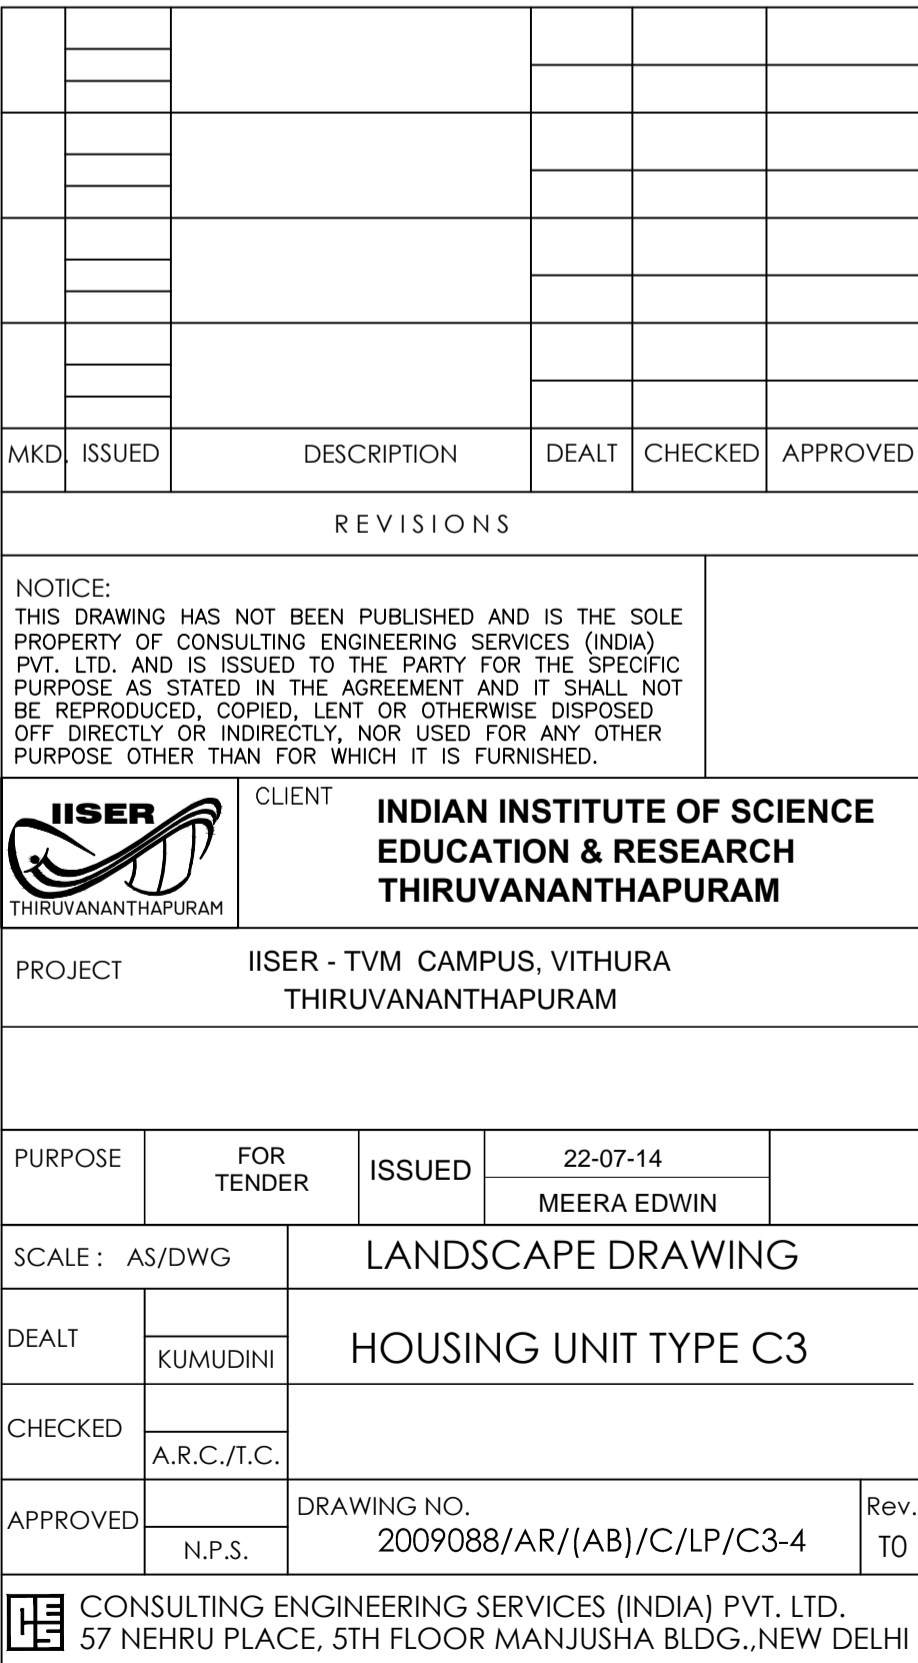 MKD. ISSUED DESCRIPTION DEALT CHECKED APPROVED
REVISIONS
NOTICE:
THIS DRAWING HAS NOT BEEN PUBLISHED AND IS THE SOLE
PROPERTY OF CONSULTING ENGINEERING SERVICES (INDIA)
PVT. LTD. AND IS ISSUED TO THE PARTY FOR THE SPECIFIC
PURPOSE AS STATED IN THE AGREEMENT AND IT SHALL NOT
BE REPRODUCED, COPIED, LENT OR OTHERWISE DISPOSED
OFF DIRECTLY OR INDIRECTLY, NOR USED FOR ANY OTHER
PURPOSE OTHER THAN FOR WHICH IT IS FURNISHED.
IISER
THIRUVANANTHAPURAM
CLIENT
INDIAN INSTITUTE OF SCIENCE
EDUCATION & RESEARCH
THIRUVANANTHAPURAM
PROJECT
IISER - TVM CAMPUS, VITHURA
THIRUVANANTHAPURAM
PURPOSE
FOR
TENDER
ISSUED
22-07-14
MEERA EDWIN
SCALE : AS/DWG
LANDSCAPE DRAWING
DEALT
KUMUDINI
HOUSING UNIT TYPE C3
CHECKED
A.R.C./T.C.
APPROVED
N.P.S.
DRAWING NO.
2009088/AR/(AB)/C/LP/C3-4
Rev.
T0
CES
CONSULTING ENGINEERING SERVICES (INDIA) PVT. LTD.
57 NEHRU PLACE, 5TH FLOOR MANJUSHA BLDG.,NEW DELHI